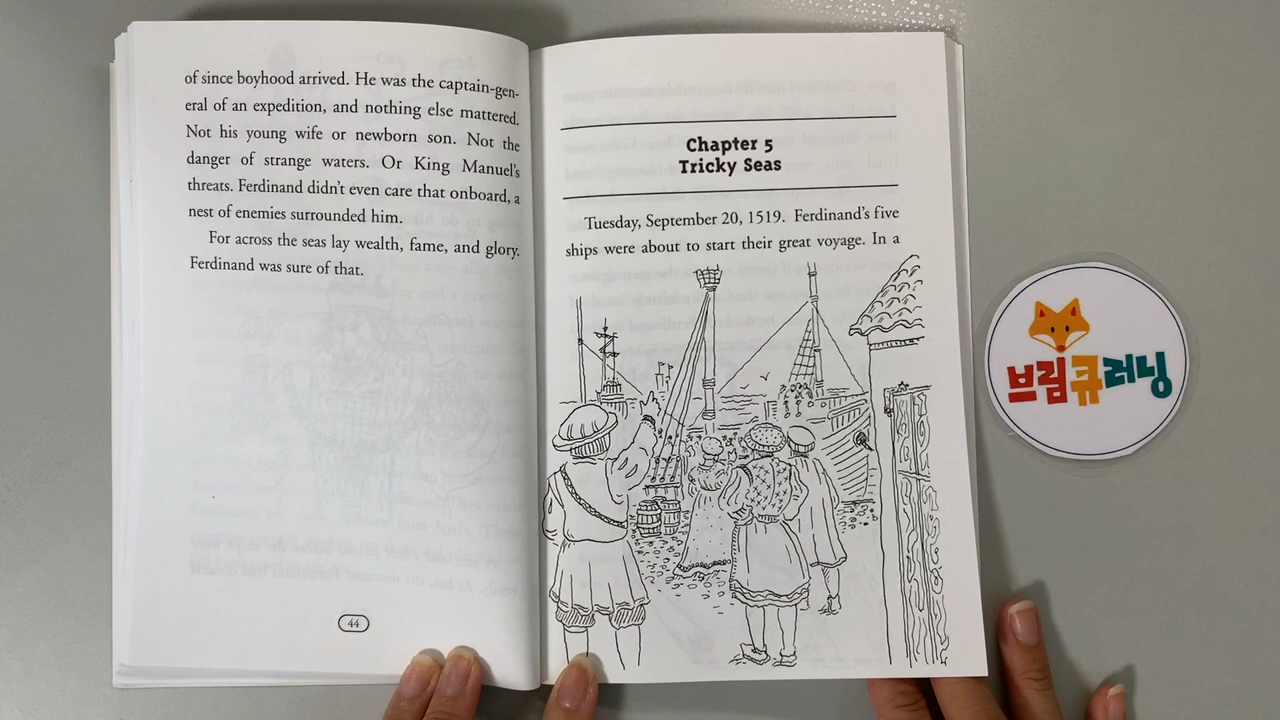 of since boyhood arrived. He was the captain-gen-
eral of an expedition, and nothing else mattered.
Not his young wife or newborn son. Not the
danger of strange waters. Or King Manuel's
threats. Ferdinand didn't even care that onboard, a
nest of enemies surrounded him.
For across the seas lay wealth, fame, and glory.
Ferdinand was sure of that.
44
Chapter 5
Tricky Seas
Tuesday, September 20, 1519. Ferdinand's five
ships were about to start their great voyage. In a
브림큐러닝